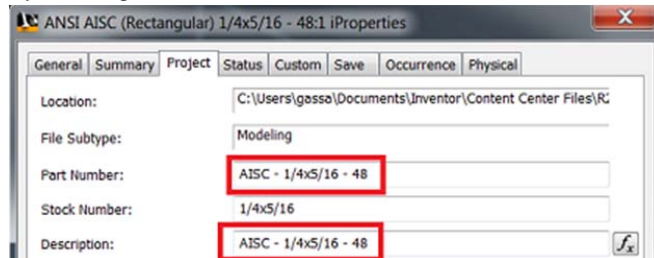 ANSI AISC (Rectangular) 1/4x5/16 - 48:1 iProperties
General Summary Project Status Custom Save Occurrence Physical
Location: C:\Users\gassa\Documents\Inventor\Content Center Files\R
File Subtype: Modeling
Part Number: AISC - 1/4x5/16 - 48
Stock Number: 1/4x5/16
Description: AISC - 1/4x5/16 - 48 fx